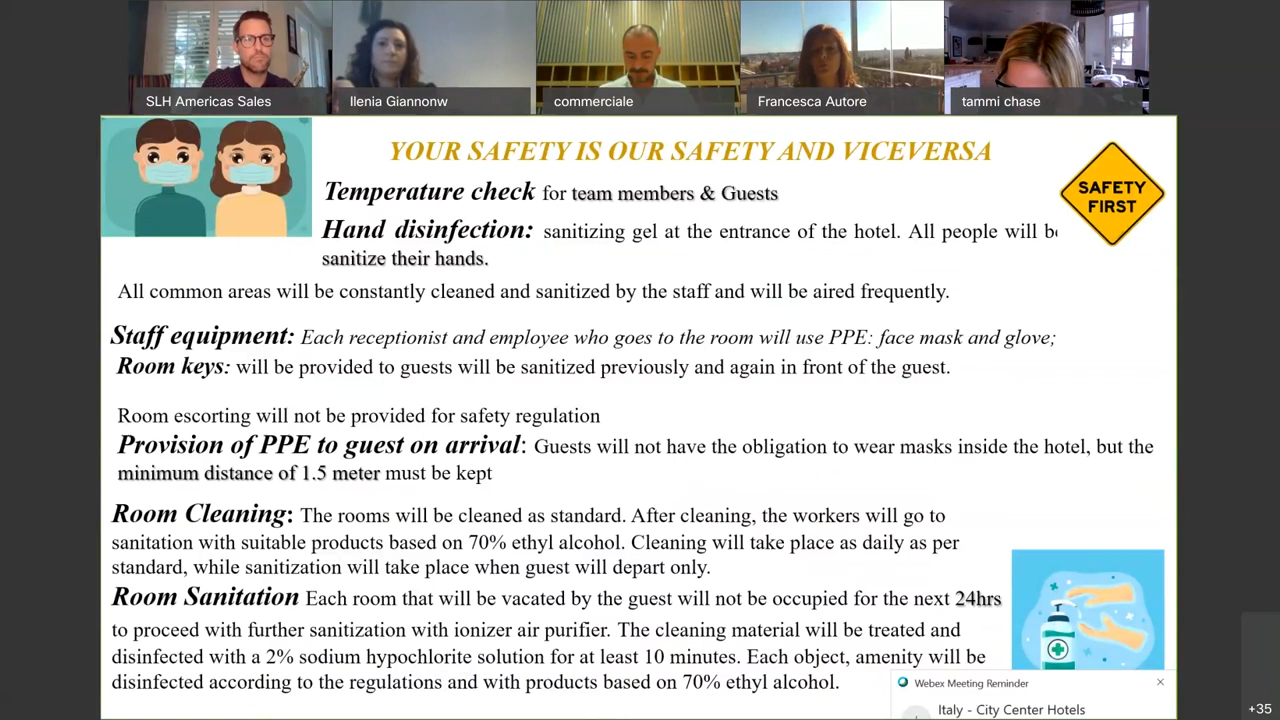 SLH Americas Sales
Ilenia Giannonw
commerciale
Francesca Autore
tammi chase
YOUR SAFETY IS OUR SAFETY AND VICEVERSA
SAFETY
FIRST
Temperature check for team members & Guests
Hand disinfection: sanitizing gel at the entrance of the hotel. All people will
sanitize their hands.
All common areas will be constantly cleaned and sanitized by the staff and will be aired frequently.
Staff equipment: Each receptionist and employee who goes to the room will use PPE: face mask and glove;
Room keys: will be provided to guests will be sanitized previously and again in front of the guest.
Room escorting will not be provided for safety regulation
Provision of PPE to guest on arrival: Guests will not have the obligation to wear masks inside the hotel, but the
minimum distance of 1.5 meter must be kept
Room Cleaning: The rooms will be cleaned as standard. After cleaning, the workers will go to
sanitation with suitable products based on 70% ethyl alcohol. Cleaning will take place as daily as per
standard, while sanitization will take place when guest will depart only.
Room Sanitation Each room that will be vacated by the guest will not be occupied for the next 24hrs
to proceed with further sanitization with ionizer air purifier. The cleaning material will be treated and
disinfected with a 2% sodium hypochlorite solution for at least 10 minutes. Each object, amenity will be
disinfected according to the regulations and with products based on 70% ethyl alcohol.
Webex Meeting Reminder
Italy - City Center Hotels
+35